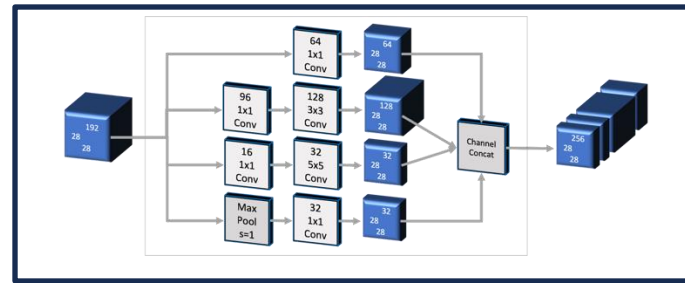 192
28
28
64
1x1
Conv
64
28
28
96
1x1
Conv
128
3x3
Conv
128
28
28
16
1x1
Conv
32
5x5
Conv
32
28
28
Max
Pool
s=1
32
1x1
Conv
32
28
28
Channel
Concat
256
28
28